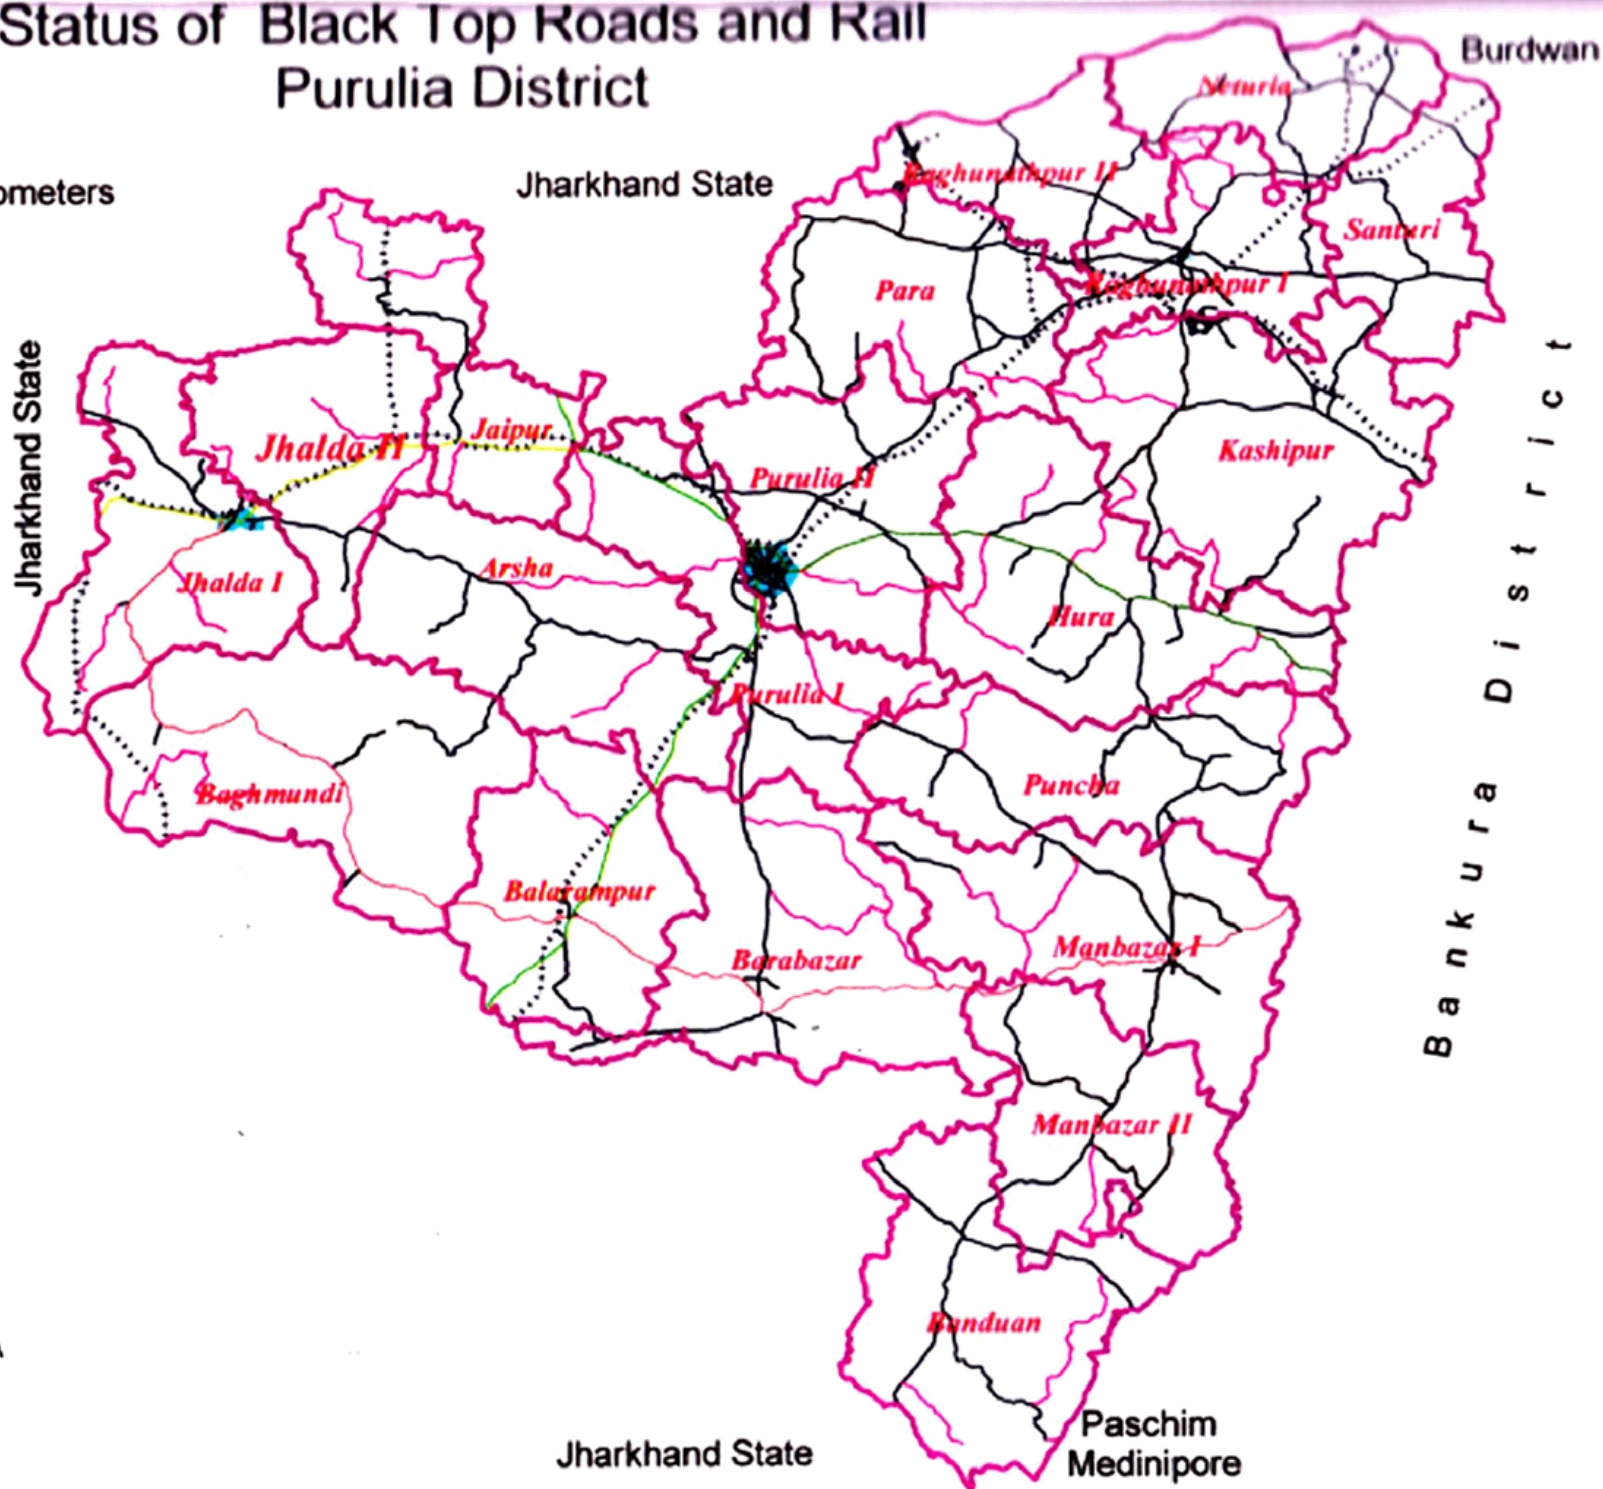 Status of Black Top Roads and Rail
Purulia District
Burdwan
ometers
Jharkhand State
Neturia
Raghunathpur II
Santuri
Para
Raghunathpur I
Jharkhand State
Jhalda II
Jaipur
Purulia II
Kashipur
Jhalda I
Arsha
Hura
Purulia I
Baghmundi
Puncha
Balarampur
Barabazar
Manbazar I
Bankura District
Manbazar II
Banduan
Jharkhand State
Paschim
Medinipore